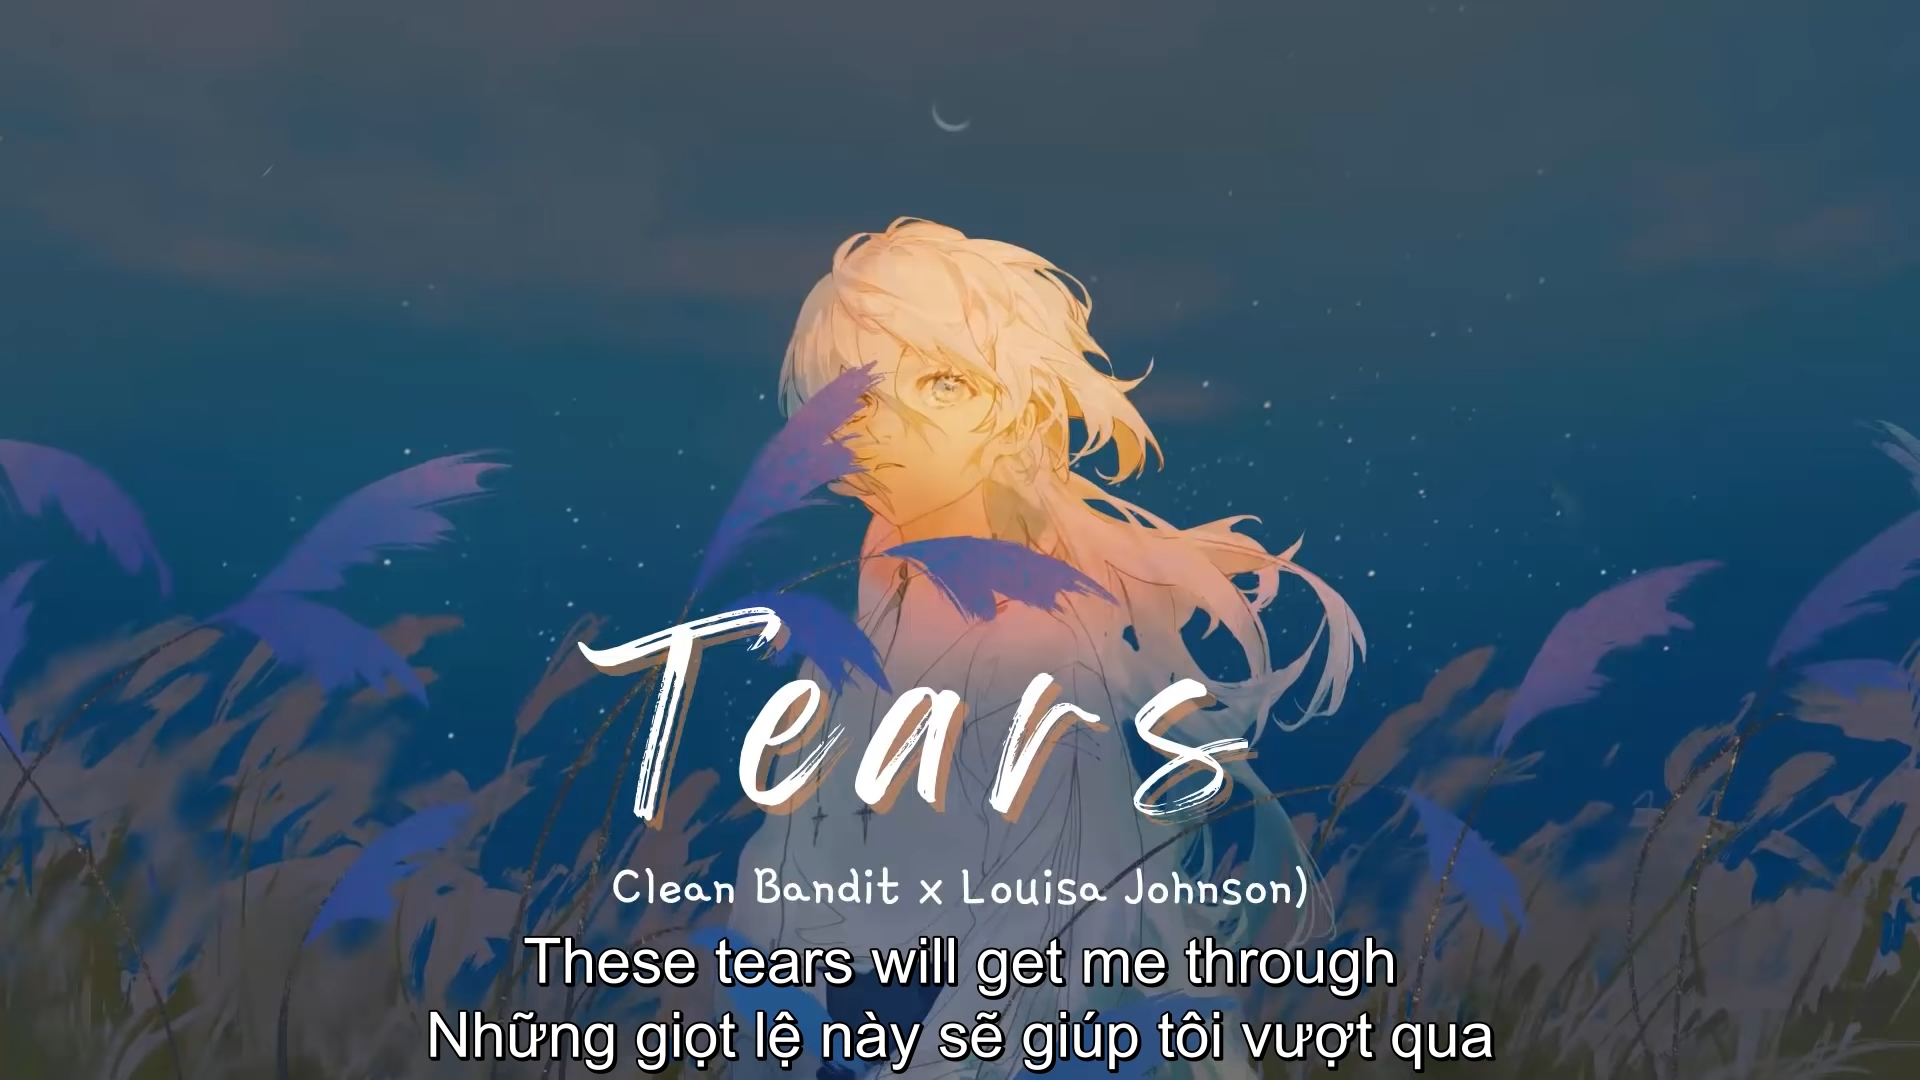 Tears
Clean Bandit x Louisa Johnson)
These tears will get me through
Những giọt lệ này sẽ giúp tôi vượt qua